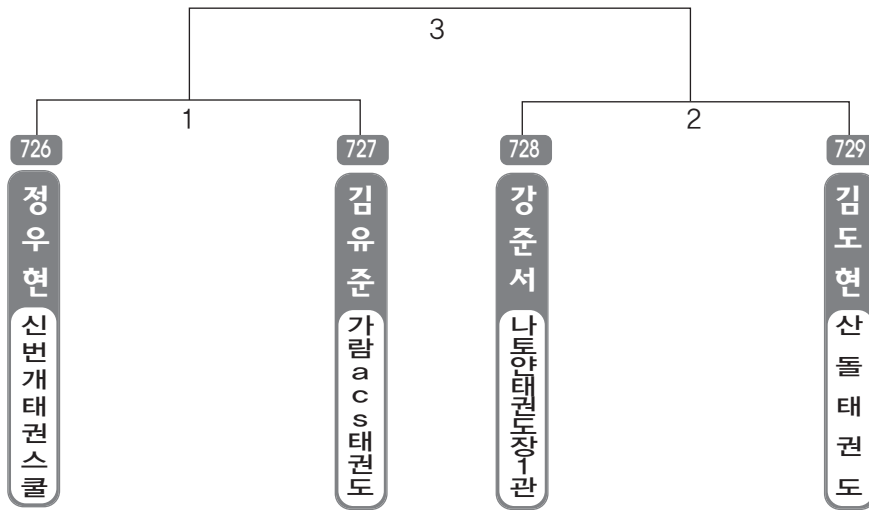 3
1
2
726
727
728
729
정우현
김유준
강준서
김도현
신번개태권스쿨
가람acs태권도
나토얀태권도장1관
산돌태권도